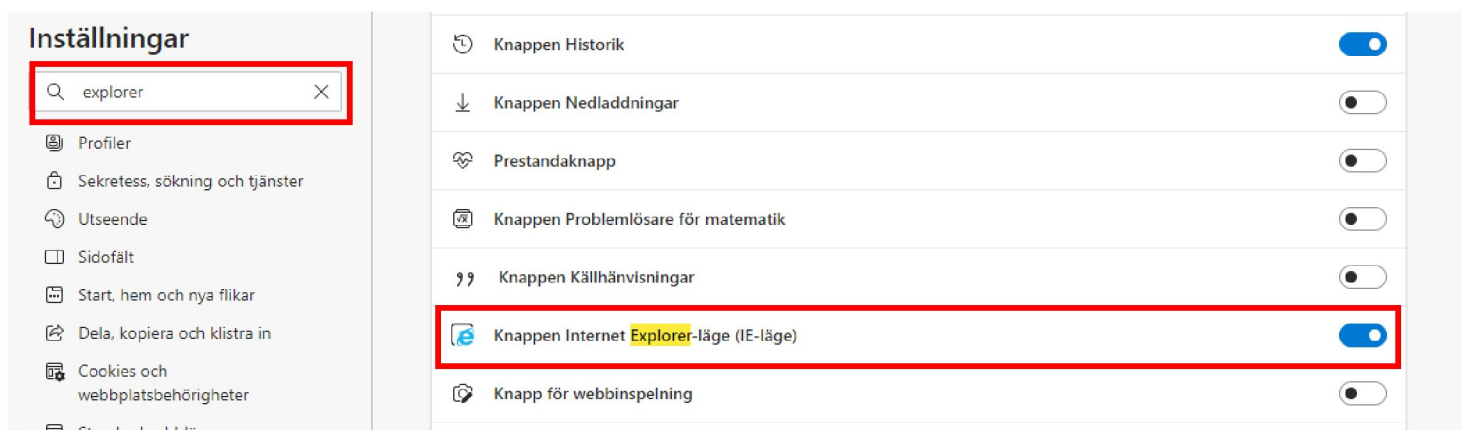 Inställningar
explorer
Profiler
Sekretess, sökning och tjänster
Utseende
Sidofält
Start, hem och nya flikar
Dela, kopiera och klistra in
Cookies och
webbplatsbehörigheter
Knappen Historik
Knappen Nedladdningar
Prestandaknapp
Knappen Problemlösare för matematik
Knappen Källhänvisningar
Knappen Internet Explorer-läge (IE-läge)
Knapp för webbinspelning